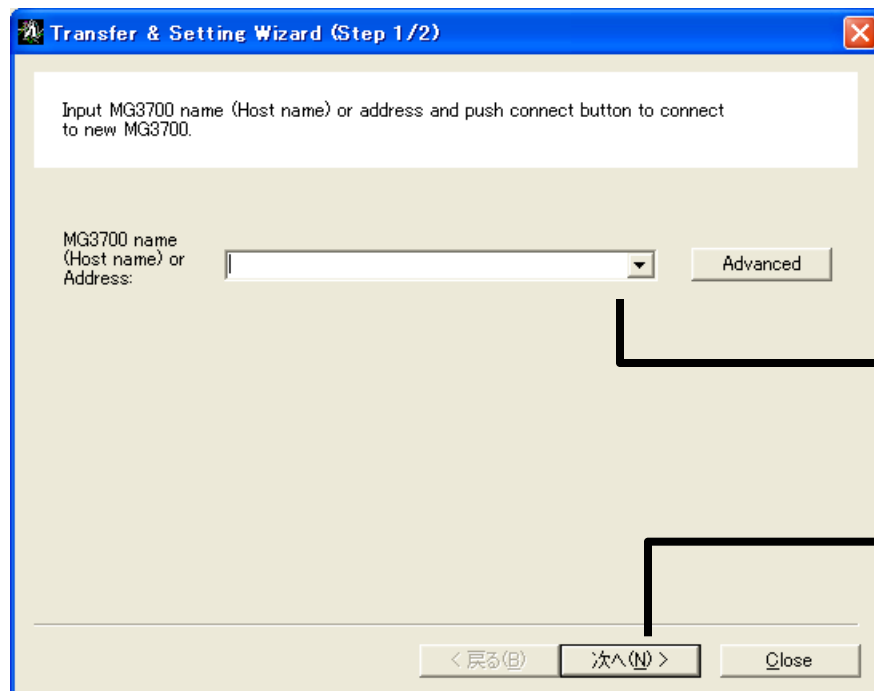 Transfer & Setting Wizard (Step 1/2)
Input MG3700 name (Host name) or address and push connect button to connect
to new MG3700.
MG3700 name
(Host name) or
Address:
Advanced
< 戻る(B)
次へ(N) >
Close